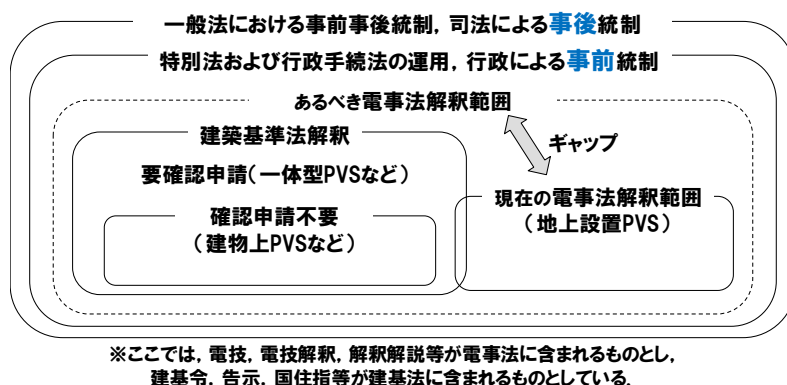 一般法における事前事後統制，司法による事後統制
特別法および行政手続法の運用，行政による事前統制
あるべき電事法解釈範囲
建築基準法解釈
ギャップ
要確認申請（一体型PVSなど）
現在の電事法解釈範囲
（地上設置PVS）
確認申請不要
（建物上PVSなど）
※ここでは，電技，電技解釈，解釈解説等が電事法に含まれるものとし，
建基令，告示，国住指等が建基法に含まれるものとしている．